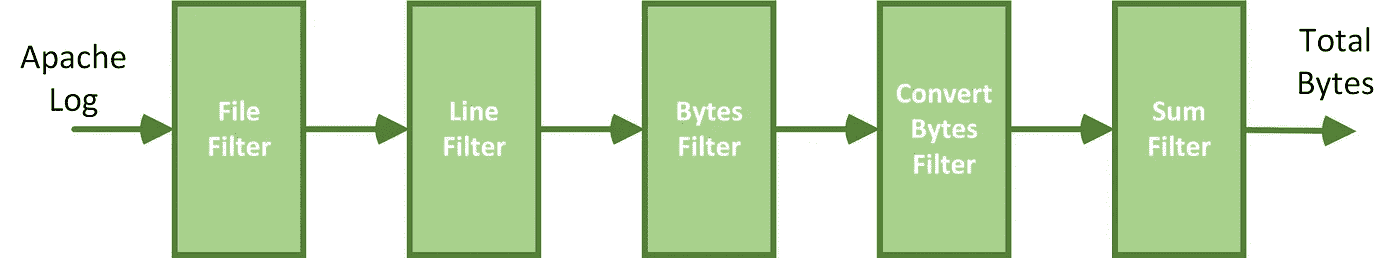 Apache
Log
File
Filter
Line
Filter
Bytes
Filter
Convert
Bytes
Filter
Sum
Filter
Total
Bytes